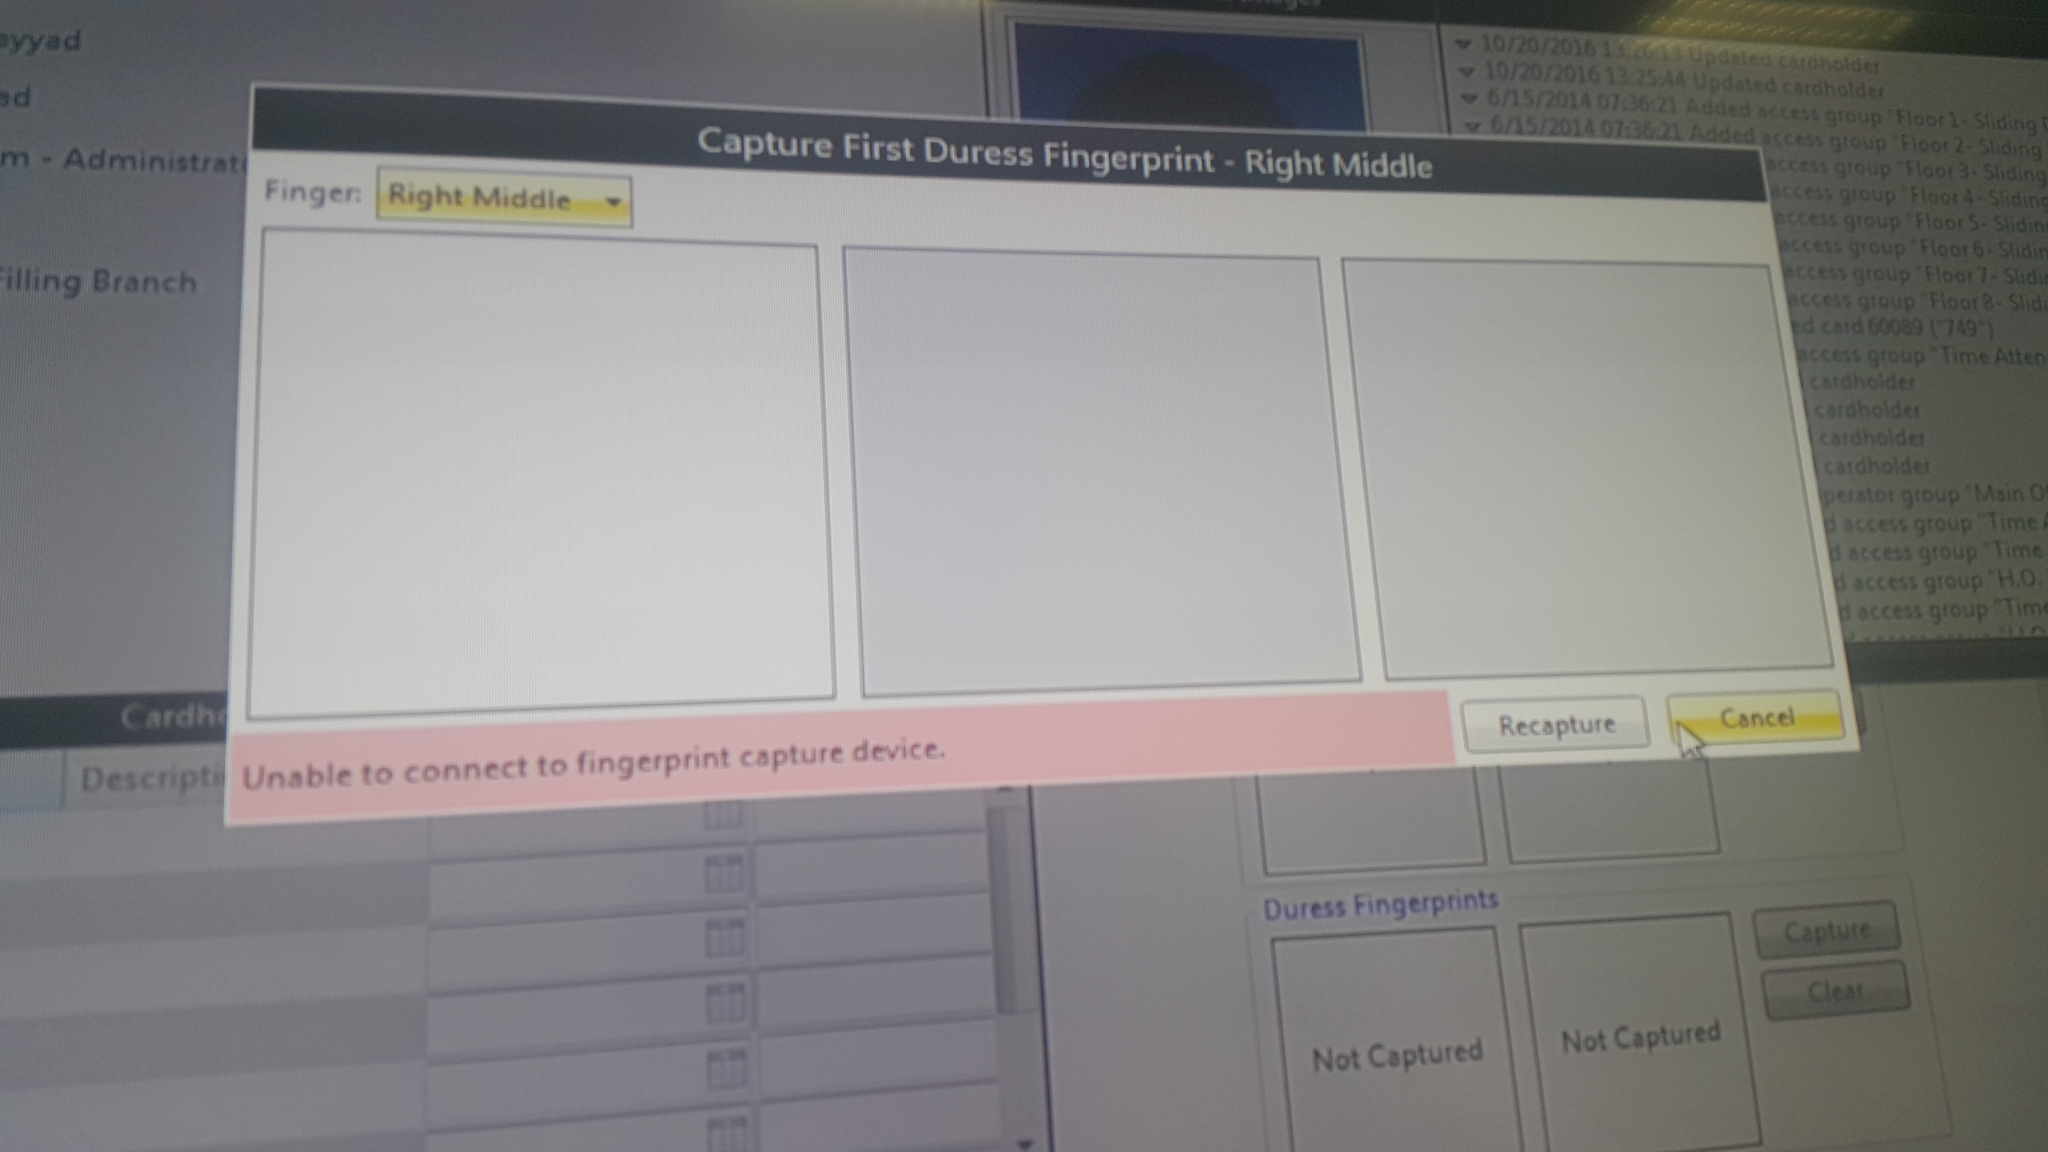 ayyad
ad
m - Administrat
Filling Branch
10/20/2016 13:26:13 Updated cardholder
10/20/2016 13:25:44 Updated cardholder
6/15/2014 07:36:21 Added access group "Floor 1- Sliding
6/15/2014 07:36:21 Added access group "Floor 2- Sliding
access group "Floor 3- Sliding
access group "Floor 4- Sliding
access group "Floor 5- Slidin
access group "Floor 6- Slidin
access group "Floor 7- Slidi
access group "Floor 8- Slidi
ed card 60089 ("749")
access group "Time Atten
cardholder
cardholder
cardholder
cardholder
perator group "Main O
d access group "Time A
d access group "Time
d access group "H.O.
d access group "Time
Capture First Duress Fingerprint - Right Middle
Finger: Right Middle
Unable to connect to fingerprint capture device.
Recapture
Cancel
Cardho
Descripti
Duress Fingerprints
Not Captured
Not Captured
Capture
Clear